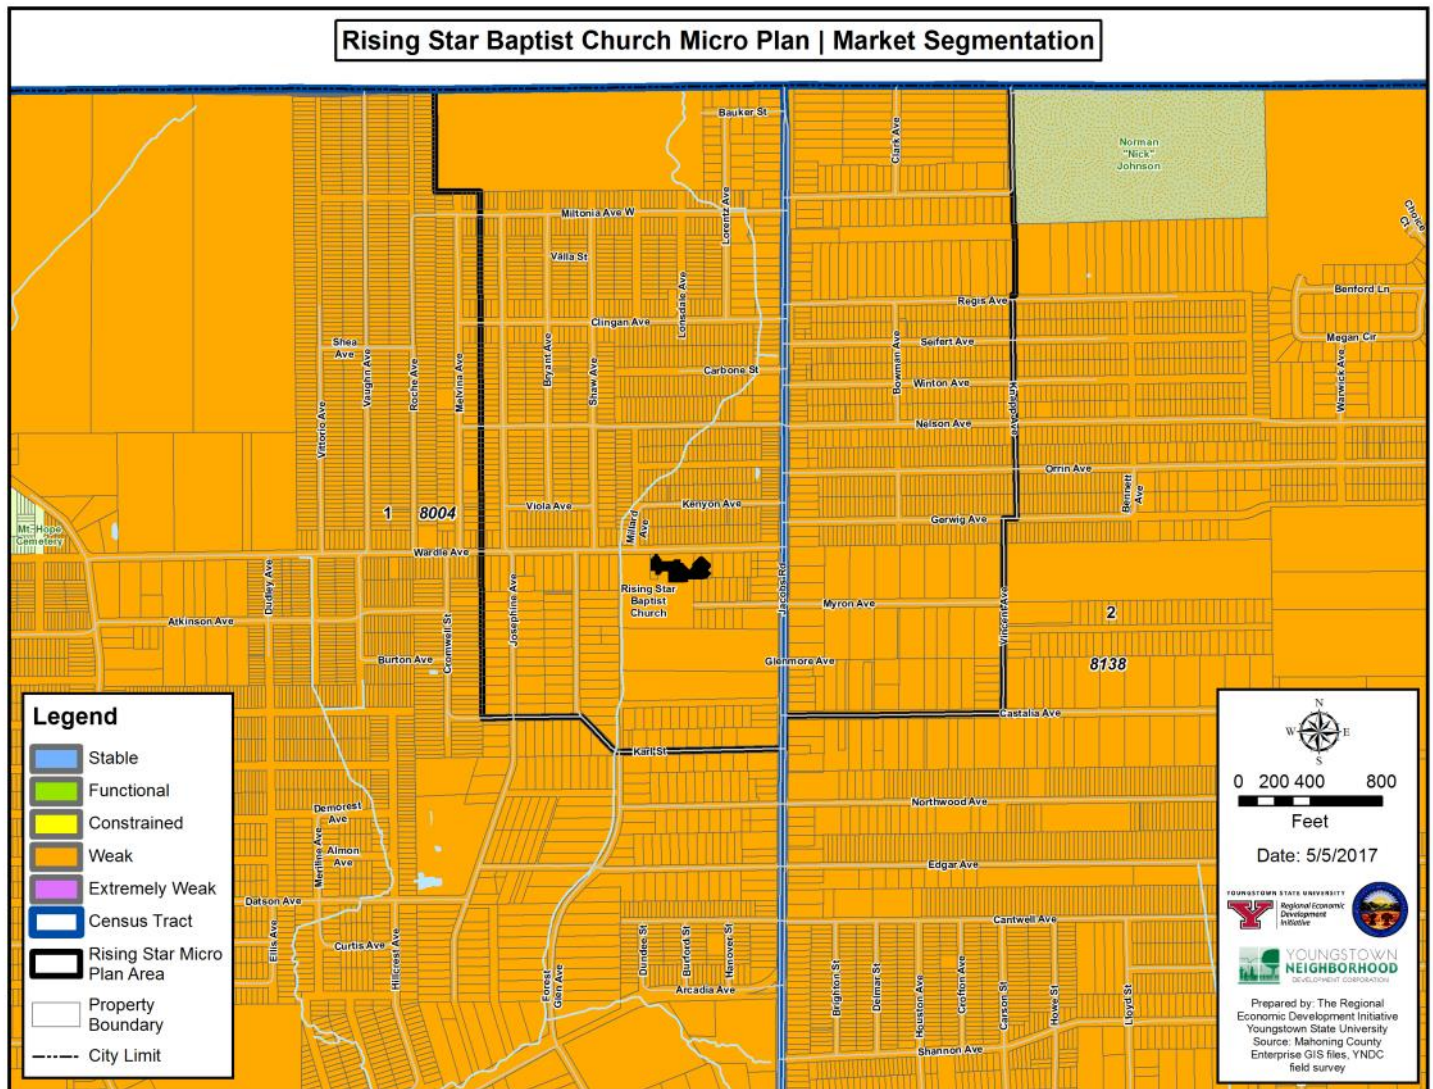 Rising Star Baptist Church Micro Plan | Market Segmentation
Bauker St
Clark Ave
Norman
"Nick"
Johnson
Lorentz Ave
Miltonia Ave W
Choice
Ct
Villa St
Lonsdale Ave
Benford Ln
Regis Ave
Clingan Ave
Megan Cir
Shea
Ave
Seifert Ave
Vaughn Ave
Roche Ave
Melvina Ave
Bryant Ave
Shaw Ave
Bowman Ave
Carbone St
Winton Ave
Warwick Ave
Knapp Ave
Vittorio Ave
Nelson Ave
Orrin Ave
Bennett
Ave
Viola Ave
Kenyon Ave
Millard
Ave
1
8004
Gerwig Ave
Mt. Hope
Cemetery
Wardle Ave
Dudley Ave
Josephine Ave
Rising Star
Baptist
Church
Jacobs Rd
Myron Ave
Vincent Ave
2
Atkinson Ave
Cromwell St
Burton Ave
Glenmore Ave
8138
Castalia Ave
Karl St
Northwood Ave
Demorest
Ave
Merlline Ave
Almon
Ave
Edgar Ave
Datson Ave
Cantwell Ave
Ellis Ave
Curtis Ave
Hillcrest Ave
Forest
Glen Ave
Dundee St
Burford St
Hanover St
Arcadia Ave
Brighton St
Delmar St
Houston Ave
Crofton Ave
Carson St
Howe St
Lloyd St
Shannon Ave
Legend
Stable
Functional
Constrained
Weak
Extremely Weak
Census Tract
Rising Star Micro
Plan Area
Property
Boundary
City Limit
N
W
E
S
0 200 400 800
Feet
Date: 5/5/2017
YOUNGSTOWN STATE UNIVERSITY
Y
Regional Economic
Development
Initiative
YOUNGSTOWN
NEIGHBORHOOD
DEVELOPMENT CORPORATION
Prepared by: The Regional
Economic Development Initiative
Youngstown State University
Source: Mahoning County
Enterprise GIS files, YNDC
field survey